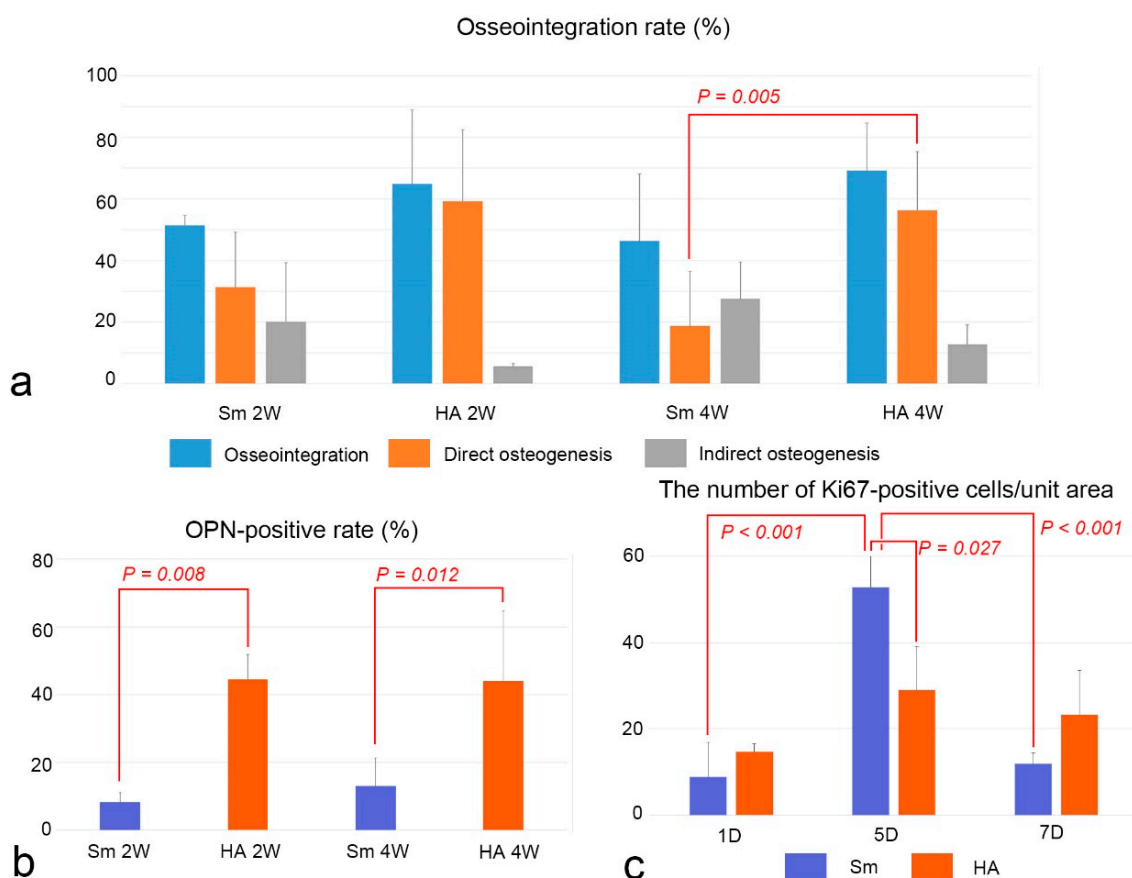 Osseointegration rate (%)
100
80
60
40
20
0
P = 0.005
Sm 2W HA 2W Sm 4W HA 4W
a
Osseointegration Direct osteogenesis Indirect osteogenesis
OPN-positive rate (%)
80
60
40
20
0
P = 0.008
P = 0.012
Sm 2W HA 2W Sm 4W HA 4W
b
The number of Ki67-positive cells/unit area
60
40
20
0
P < 0.001
P < 0.001
P = 0.027
1D 5D 7D
Sm HA
c